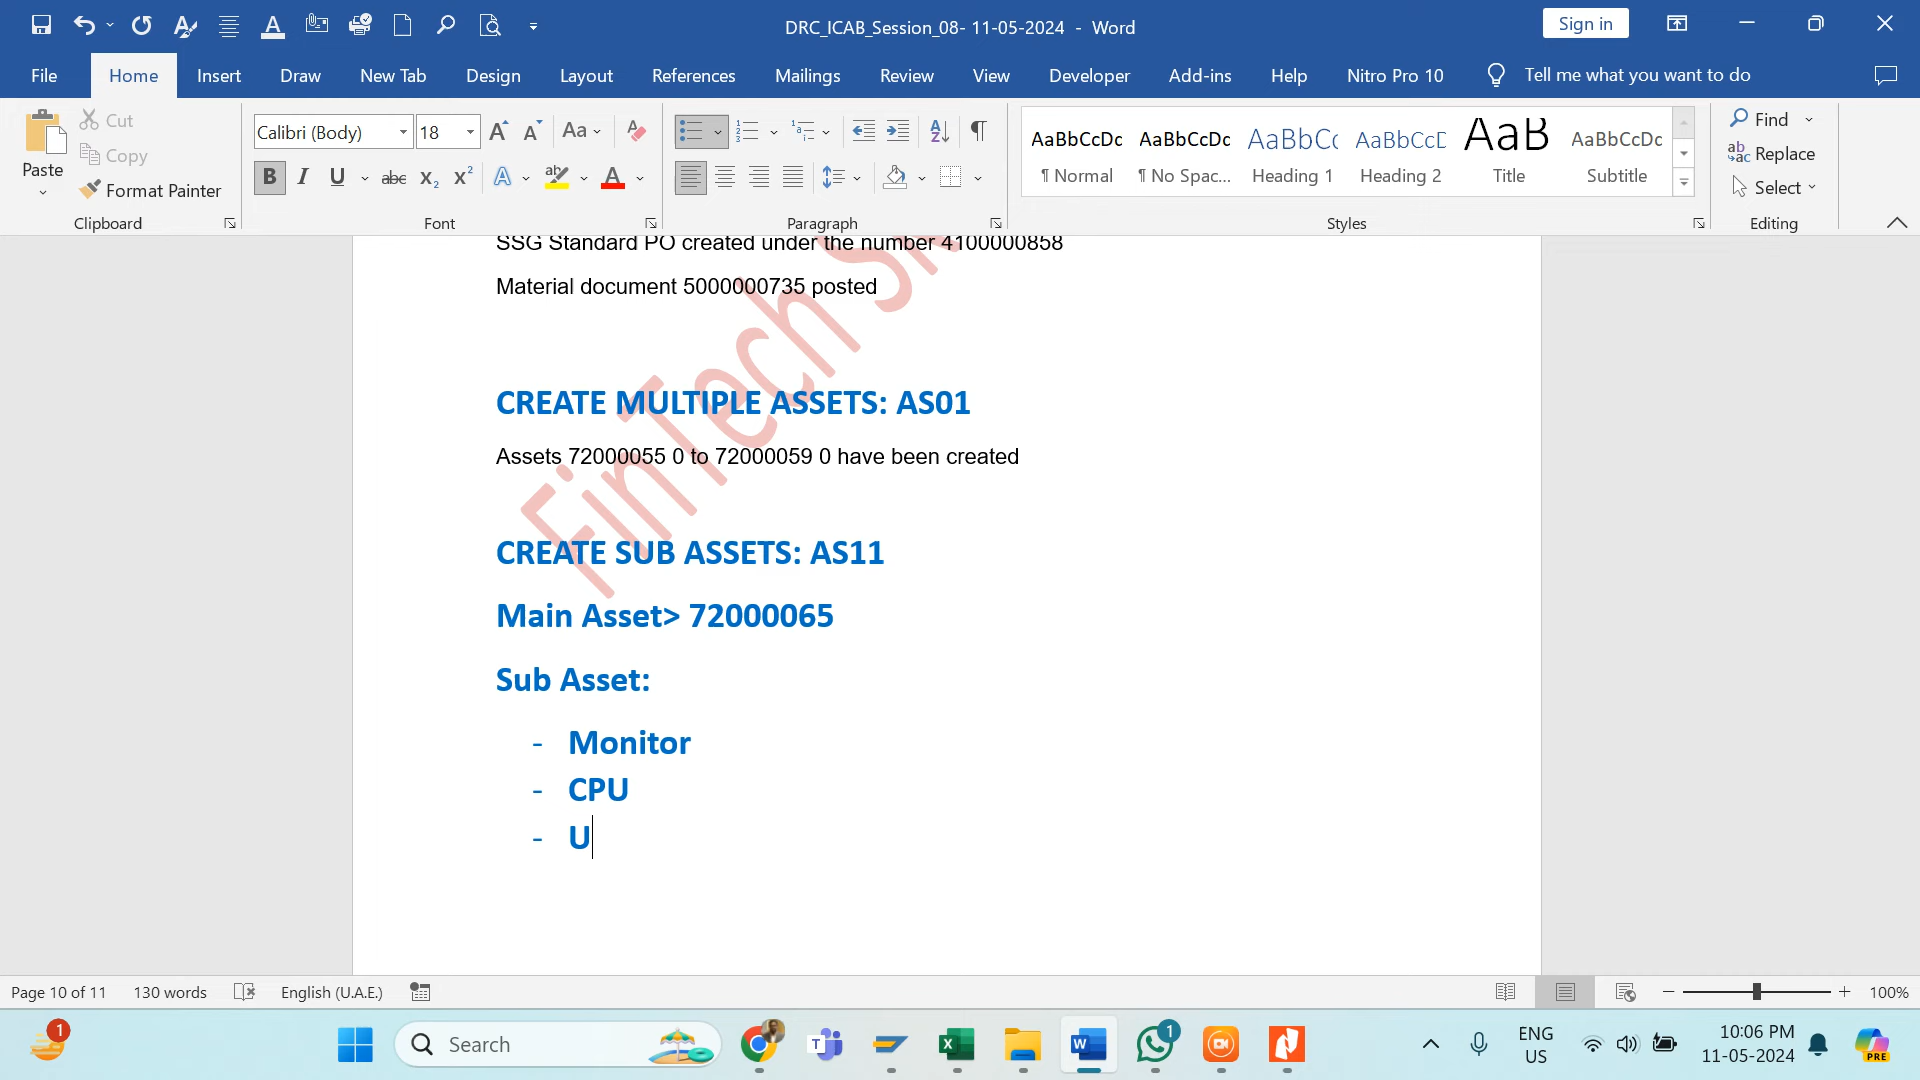 DRC_ICAB_Session_08- 11-05-2024 - Word
Sign in
File Home Insert Draw New Tab Design Layout References Mailings Review View Developer Add-ins Help Nitro Pro 10 Tell me what you want to do
Paste
Cut
Copy
Format Painter
Clipboard
Calibri (Body) 18
Font
Paragraph
AaBbCcDc AaBbCcDc AaBbCc AaBbCcD AaB AaBbCcDc
¶ Normal ¶ No Spac... Heading 1 Heading 2 Title Subtitle
Styles
Find
Replace
Select
Editing
SSG Standard PO created under the number 4100000858
Material document 5000000735 posted
CREATE MULTIPLE ASSETS: AS01
Assets 72000055 0 to 72000059 0 have been created
CREATE SUB ASSETS: AS11
Main Asset> 72000065
Sub Asset:
- Monitor
- CPU
- U
FinTech
Page 10 of 11 130 words English (U.A.E.) 100%
1
Search
1
ENG
US
10:06 PM
11-05-2024
PRE